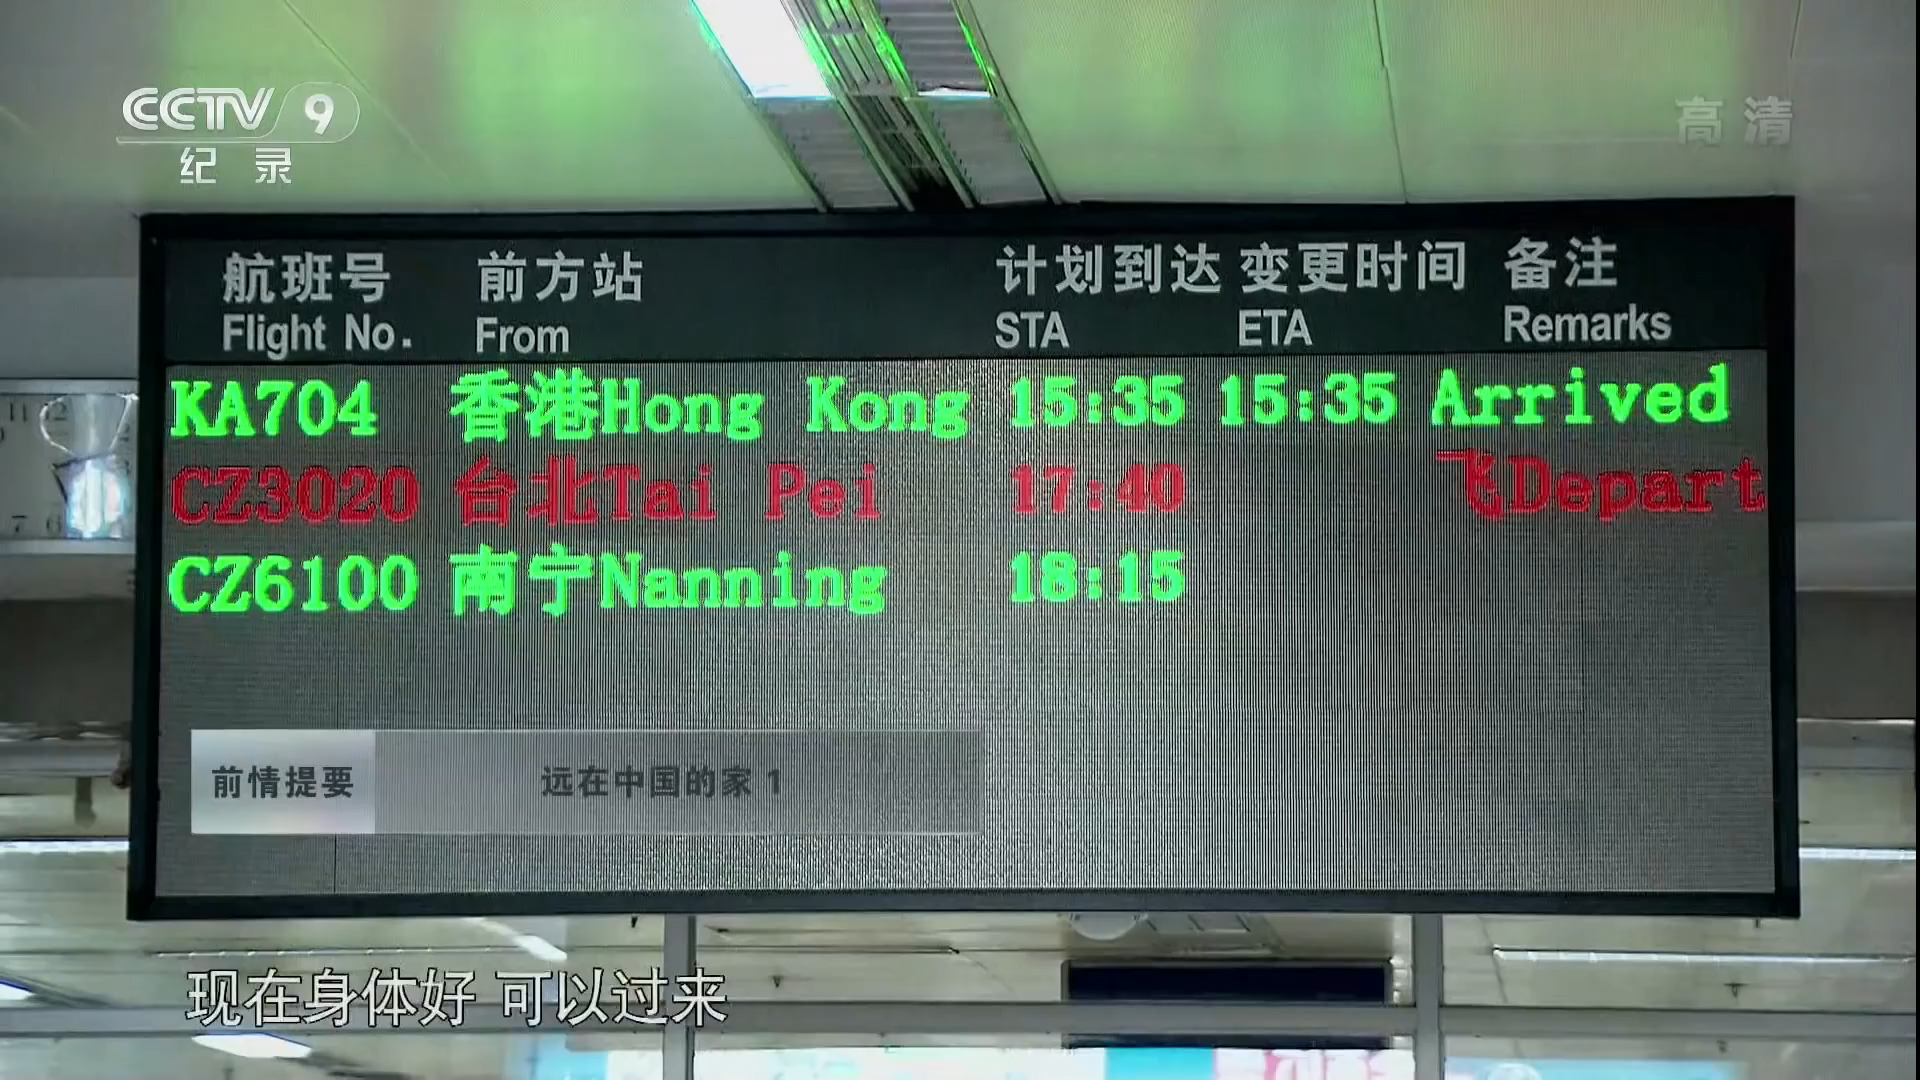 CCTV 9
纪录
高清
航班号 前方站 计划到达 变更时间 备注
Flight No. From STA ETA Remarks
KA704 香港Hong Kong 15:35 15:35 Arrived
CZ3020 台北Tai Pei 17:40 飞Depart
CZ6100 南宁Nanning 18:15
前情提要 远在中国的家 1
现在身体好 可以过来